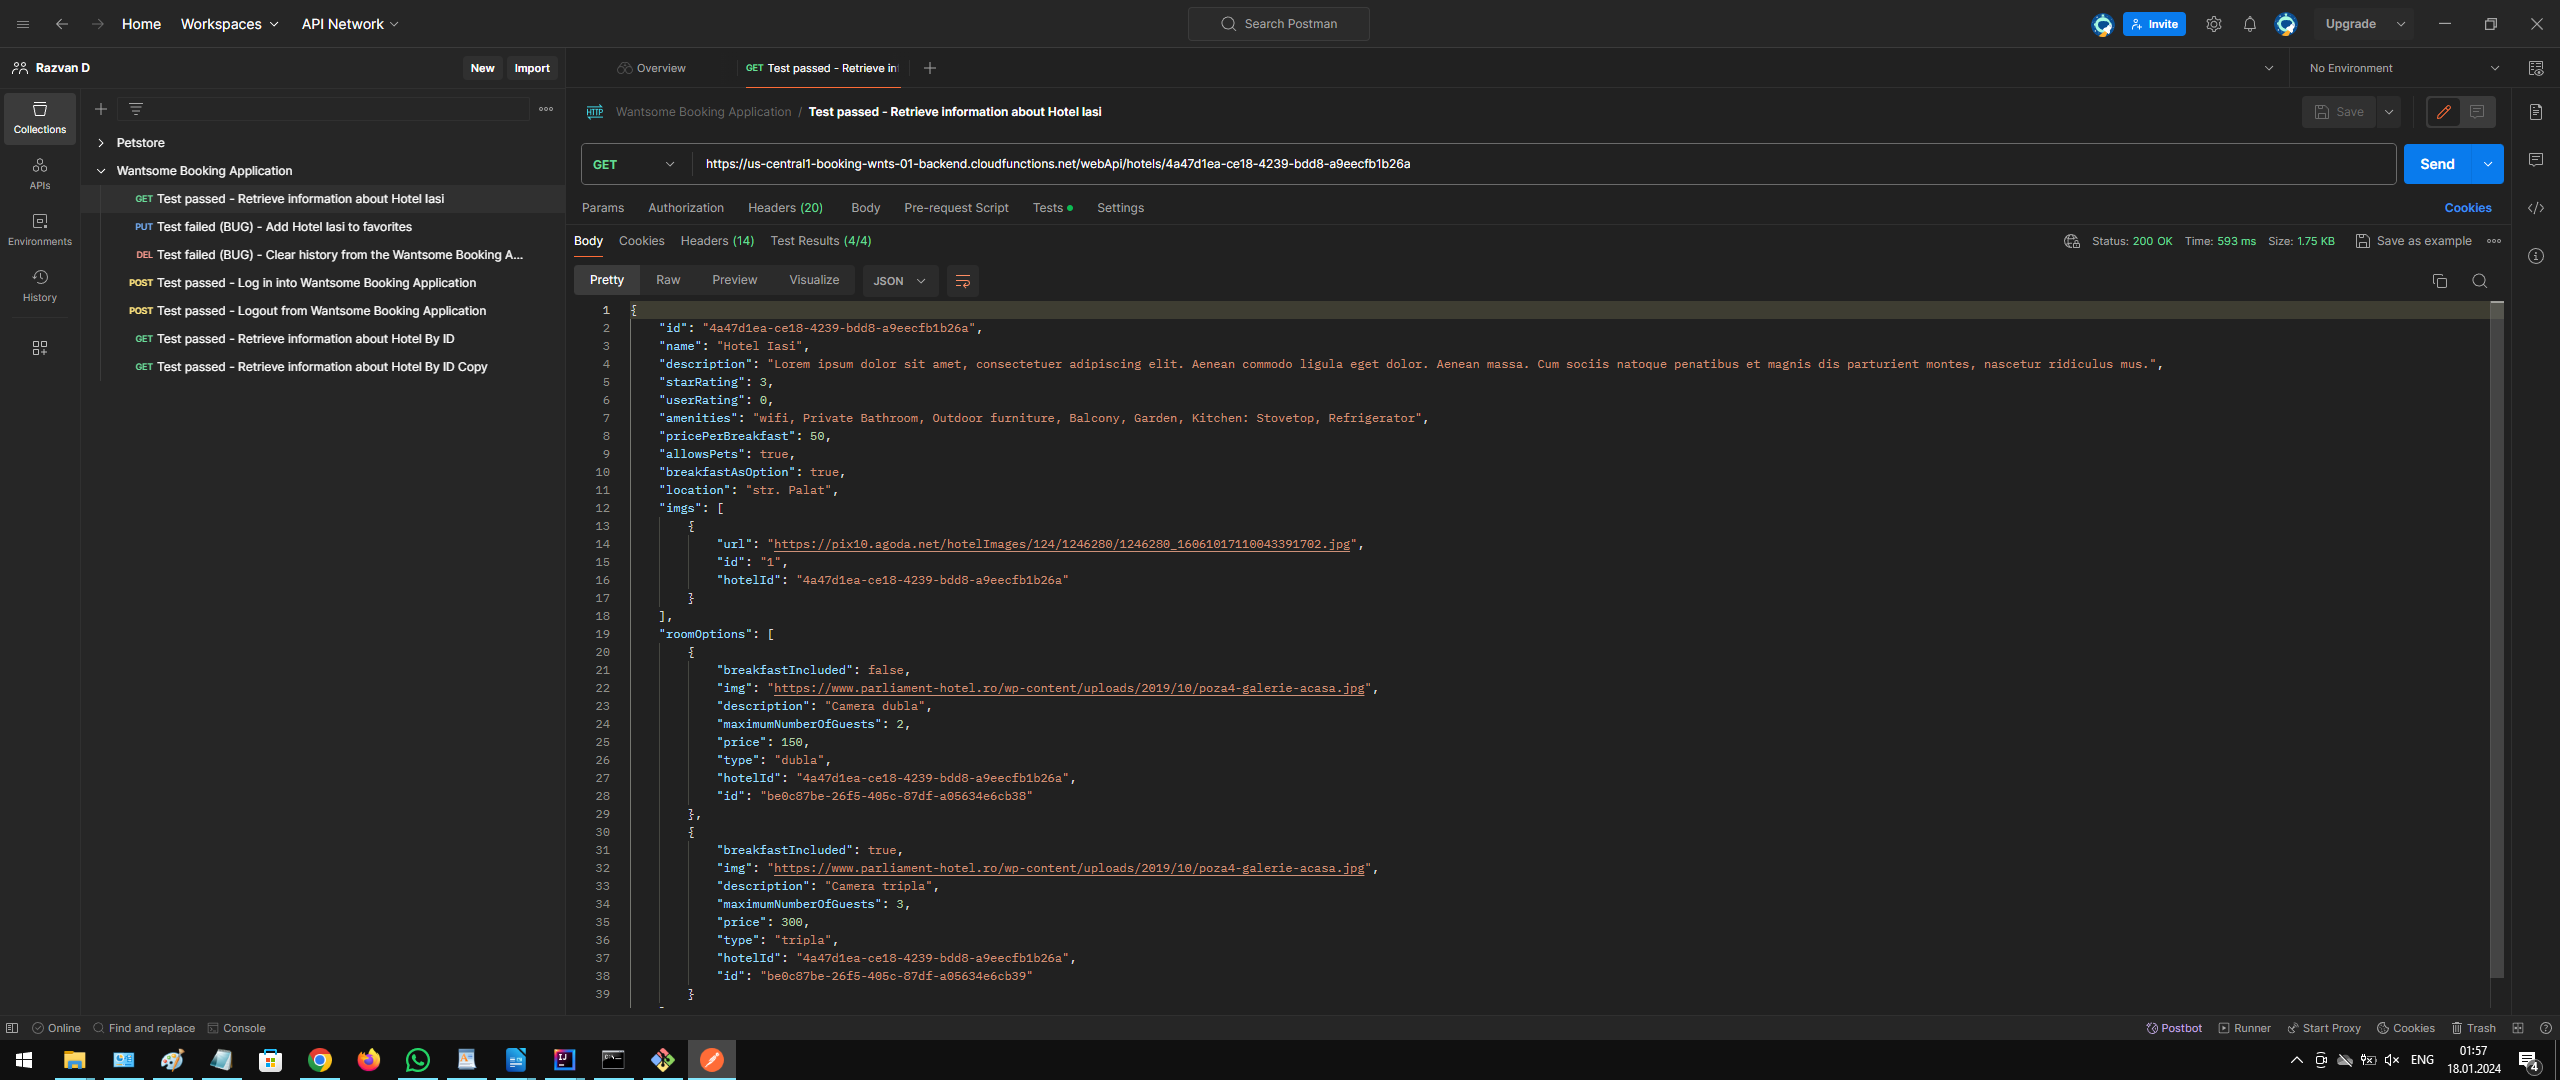 Home Workspaces API Network Search Postman Invite Upgrade
Razvan D New Import Overview GET Test passed - Retrieve in No Environment
Collections
APIs
Environments
History
Petstore
Wantsome Booking Application
GET Test passed - Retrieve information about Hotel Iasi
PUT Test failed (BUG) - Add Hotel Iasi to favorites
DEL Test failed (BUG) - Clear history from the Wantsome Booking A...
POST Test passed - Log in into Wantsome Booking Application
POST Test passed - Logout from Wantsome Booking Application
GET Test passed - Retrieve information about Hotel By ID
GET Test passed - Retrieve information about Hotel By ID Copy
HTTP Wantsome Booking Application / Test passed - Retrieve information about Hotel Iasi Save
GET https://us-central1-booking-wnts-01-backend.cloudfunctions.net/webApi/hotels/4a47d1ea-ce18-4239-bdd8-a9eecfb1b26a Send
Params Authorization Headers (20) Body Pre-request Script Tests Settings Cookies
Body Cookies Headers (14) Test Results (4/4) Status: 200 OK Time: 593 ms Size: 1.75 KB Save as example
Pretty Raw Preview Visualize JSON
1 {
2 "id": "4a47d1ea-ce18-4239-bdd8-a9eecfb1b26a",
3 "name": "Hotel Iasi",
4 "description": "Lorem ipsum dolor sit amet, consectetuer adipiscing elit. Aenean commodo ligula eget dolor. Aenean massa. Cum sociis natoque penatibus et magnis dis parturient montes, nascetur ridiculus mus.",
5 "starRating": 3,
6 "userRating": 0,
7 "amenities": "wifi, Private Bathroom, Outdoor furniture, Balcony, Garden, Kitchen: Stovetop, Refrigerator",
8 "pricePerBreakfast": 50,
9 "allowsPets": true,
10 "breakfastAsOption": true,
11 "location": "str. Palat",
12 "imgs": [
13 {
14 "url": "https://pix10.agoda.net/hotelImages/124/1246280/1246280_16061017110043391702.jpg",
15 "id": "1",
16 "hotelId": "4a47d1ea-ce18-4239-bdd8-a9eecfb1b26a"
17 }
18 ],
19 "roomOptions": [
20 {
21 "breakfastIncluded": false,
22 "img": "https://www.parliament-hotel.ro/wp-content/uploads/2019/10/poza4-galerie-acasa.jpg",
23 "description": "Camera dubla",
24 "maximumNumberOfGuests": 2,
25 "price": 150,
26 "type": "dubla",
27 "hotelId": "4a47d1ea-ce18-4239-bdd8-a9eecfb1b26a",
28 "id": "be0c87be-26f5-405c-87df-a05634e6cb38"
29 },
30 {
31 "breakfastIncluded": true,
32 "img": "https://www.parliament-hotel.ro/wp-content/uploads/2019/10/poza4-galerie-acasa.jpg",
33 "description": "Camera tripla",
34 "maximumNumberOfGuests": 3,
35 "price": 300,
36 "type": "tripla",
37 "hotelId": "4a47d1ea-ce18-4239-bdd8-a9eecfb1b26a",
38 "id": "be0c87be-26f5-405c-87df-a05634e6cb39"
39 }
Online Find and replace Console Postbot Runner Start Proxy Cookies Trash
ENG 01:57
18.01.2024 4